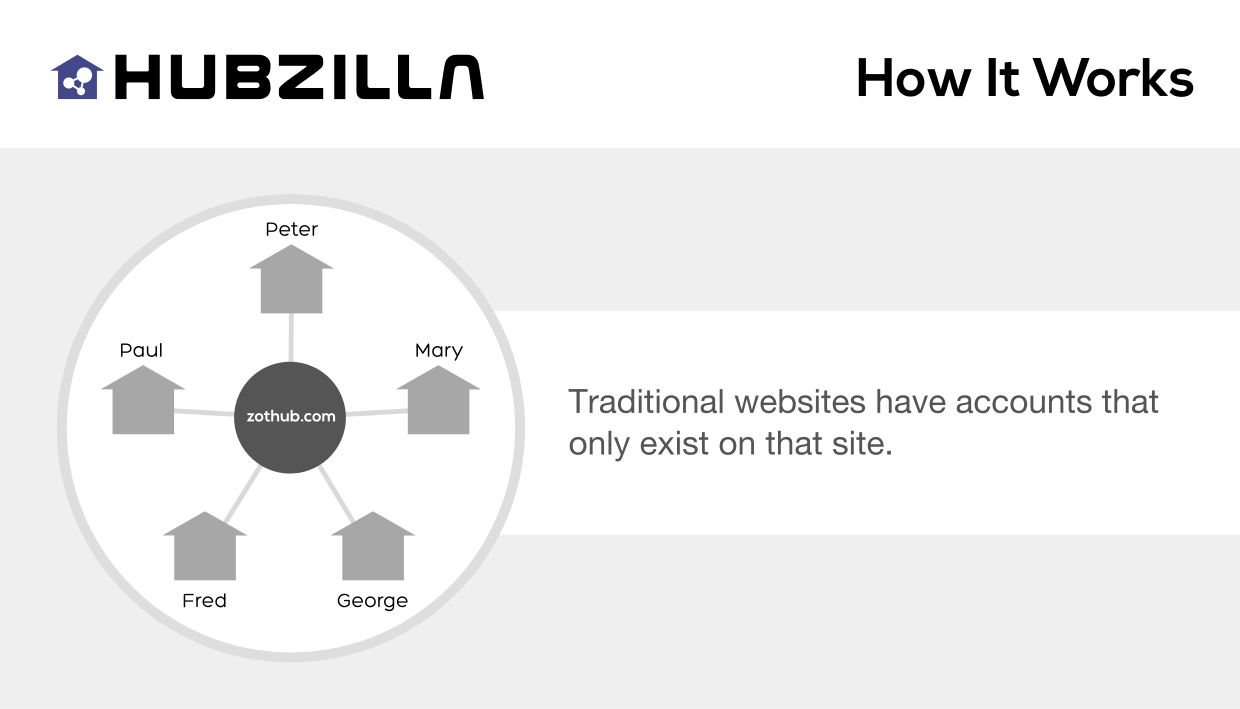 HUBZILLA
How It Works
Peter
Paul
Mary
zothub.com
Fred
George
Traditional websites have accounts that
only exist on that site.